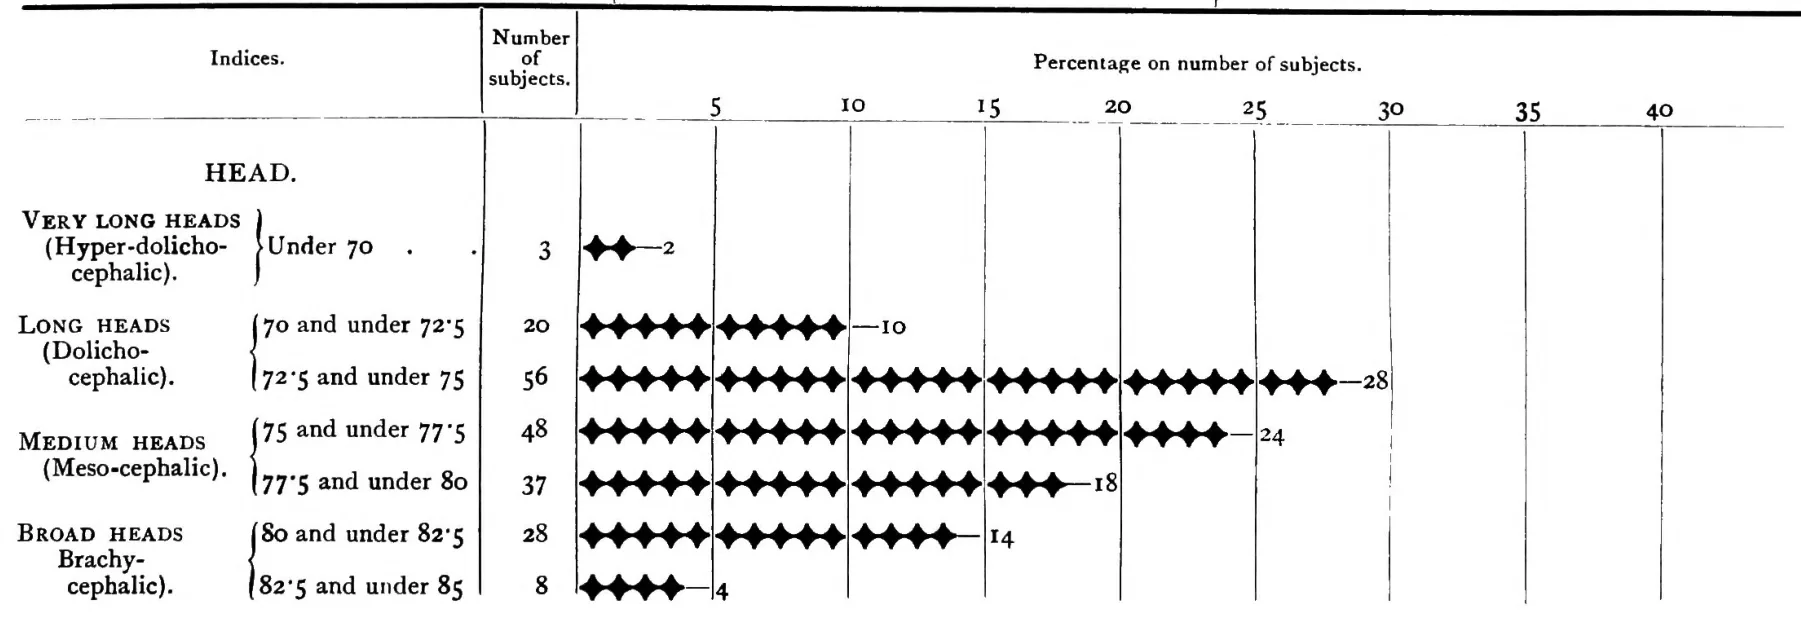 Indices.
Number
of
subjects.
Percentage on number of subjects.
5 10 15 20 25 30 35 40
HEAD.
VERY LONG HEADS
(Hyper-dolicho-
cephalic).
Under 70 . . 3 2
LONG HEADS
(Dolicho-
cephalic).
70 and under 72·5 20 10
72·5 and under 75 56 28
MEDIUM HEADS
(Meso-cephalic).
75 and under 77·5 48 24
77·5 and under 80 37 18
BROAD HEADS
Brachy-
cephalic).
80 and under 82·5 28 14
82·5 and under 85 8 4